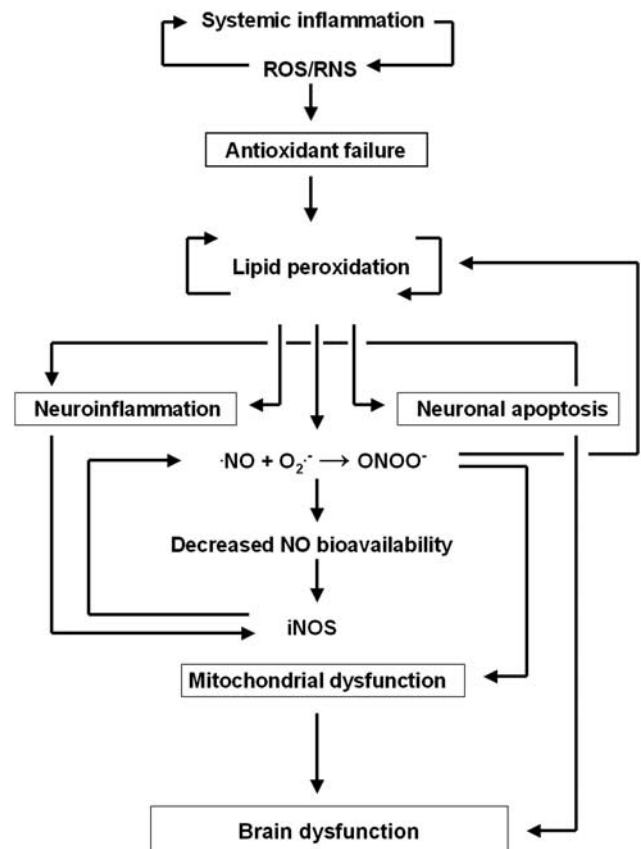 Systemic inflammation
ROS/RNS
Antioxidant failure
Lipid peroxidation
Neuroinflammation
Neuronal apoptosis
·NO + O₂·⁻ → ONOO⁻
Decreased NO bioavailability
iNOS
Mitochondrial dysfunction
Brain dysfunction